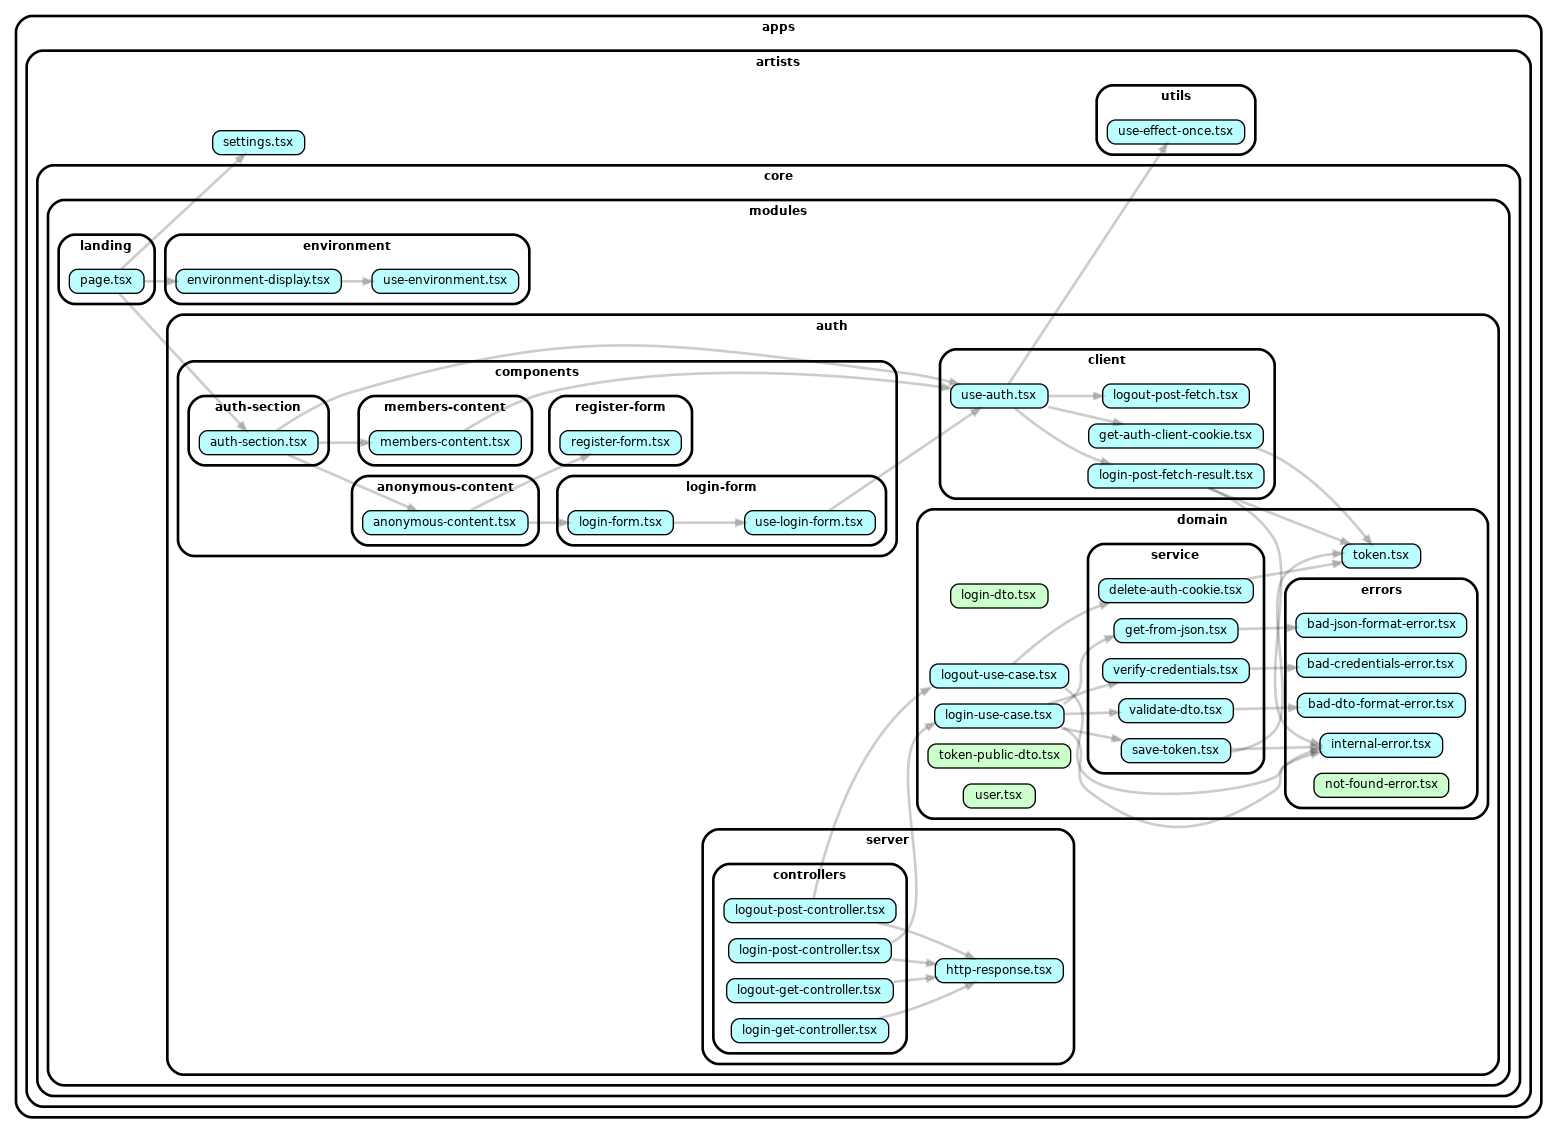 apps
artists
utils
use-effect-once.tsx
settings.tsx
core
modules
landing
page.tsx
environment
environment-display.tsx
use-environment.tsx
auth
components
auth-section
auth-section.tsx
members-content
members-content.tsx
register-form
register-form.tsx
anonymous-content
anonymous-content.tsx
login-form
login-form.tsx
use-login-form.tsx
client
use-auth.tsx
logout-post-fetch.tsx
get-auth-client-cookie.tsx
login-post-fetch-result.tsx
domain
token.tsx
service
delete-auth-cookie.tsx
get-from-json.tsx
verify-credentials.tsx
validate-dto.tsx
save-token.tsx
errors
bad-json-format-error.tsx
bad-credentials-error.tsx
bad-dto-format-error.tsx
internal-error.tsx
not-found-error.tsx
login-dto.tsx
logout-use-case.tsx
login-use-case.tsx
token-public-dto.tsx
user.tsx
server
controllers
logout-post-controller.tsx
login-post-controller.tsx
logout-get-controller.tsx
login-get-controller.tsx
http-response.tsx